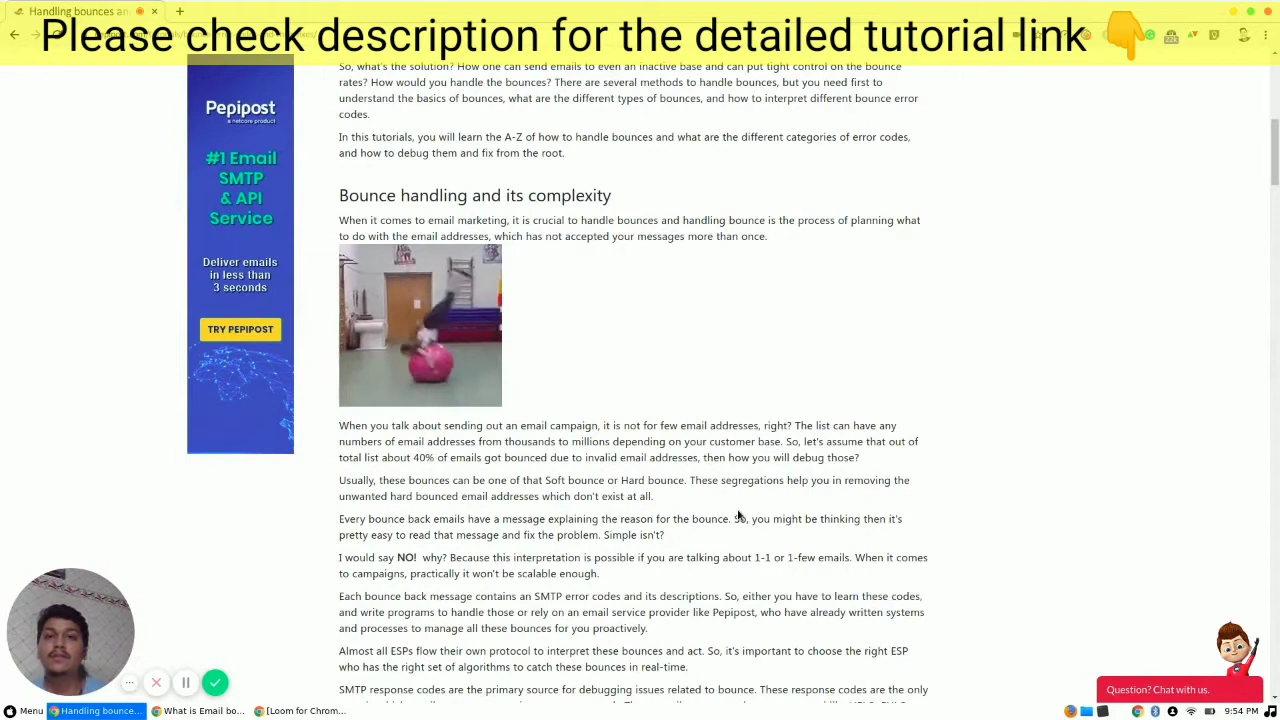 Handling bounces an
Please check description for the detailed tutorial link
So, what's the solution? How one can send emails to even an inactive base and can put tight control on the bounce
rates? How would you handle the bounces? There are several methods to handle bounces, but you need first to
understand the basics of bounces, what are the different types of bounces, and how to interpret different bounce error
codes.
In this tutorials, you will learn the A-Z of how to handle bounces and what are the different categories of error codes,
and how to debug them and fix from the root.
Pepipost
a netcore product
#1 Email
SMTP
& API
Service
Deliver emails
in less than
3 seconds
TRY PEPIPOST
Bounce handling and its complexity
When it comes to email marketing, it is crucial to handle bounces and handling bounce is the process of planning what
to do with the email addresses, which has not accepted your messages more than once.
When you talk about sending out an email campaign, it is not for few email addresses, right? The list can have any
numbers of email addresses from thousands to millions depending on your customer base. So, let's assume that out of
total list about 40% of emails got bounced due to invalid email addresses, then how you will debug those?
Usually, these bounces can be one of that Soft bounce or Hard bounce. These segregations help you in removing the
unwanted hard bounced email addresses which don't exist at all.
Every bounce back emails have a message explaining the reason for the bounce. So, you might be thinking then it's
pretty easy to read that message and fix the problem. Simple isn't?
I would say NO! why? Because this interpretation is possible if you are talking about 1-1 or 1-few emails. When it comes
to campaigns, practically it won't be scalable enough.
Each bounce back message contains an SMTP error codes and its descriptions. So, either you have to learn these codes,
and write programs to handle those or rely on an email service provider like Pepipost, who have already written systems
and processes to manage all these bounces for you proactively.
Almost all ESPs flow their own protocol to interpret these bounces and act. So, it's important to choose the right ESP
who has the right set of algorithms to catch these bounces in real-time.
SMTP response codes are the primary source for debugging issues related to bounce. These response codes are the only
Question? Chat with us.
Menu
Handling bounce...
What is Email bo...
[Loom for Chrom...
9:54 PM